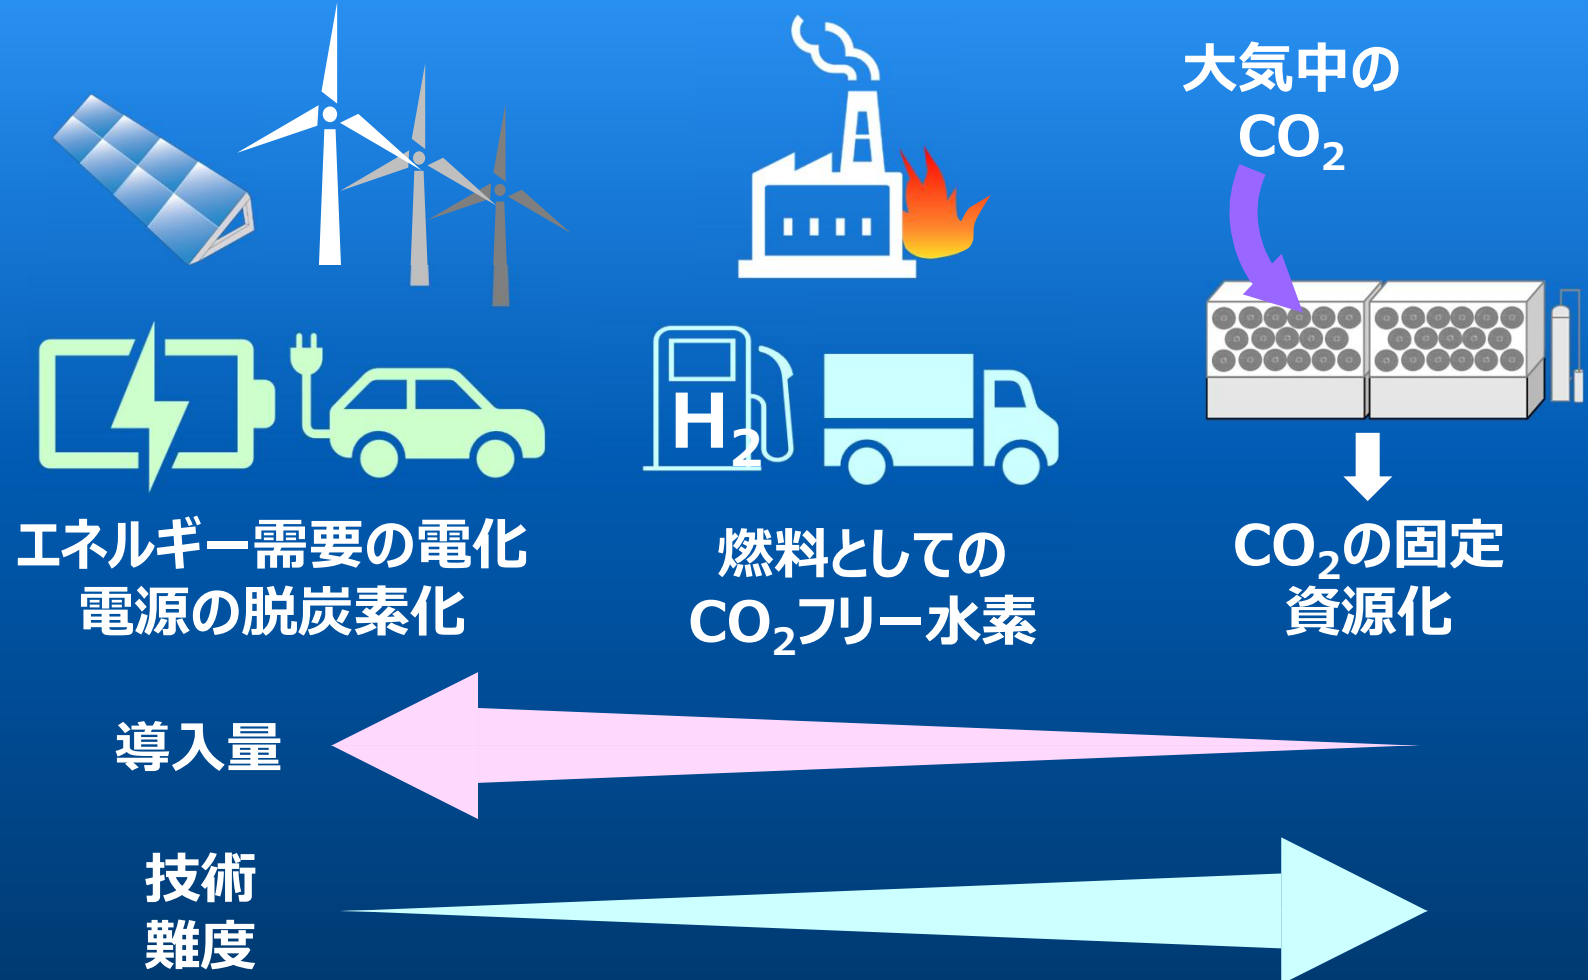 大気中の
CO₂
H₂
エネルギー需要の電化
電源の脱炭素化
燃料としての
CO₂フリー水素
CO₂の固定
資源化
導入量
技術
難度